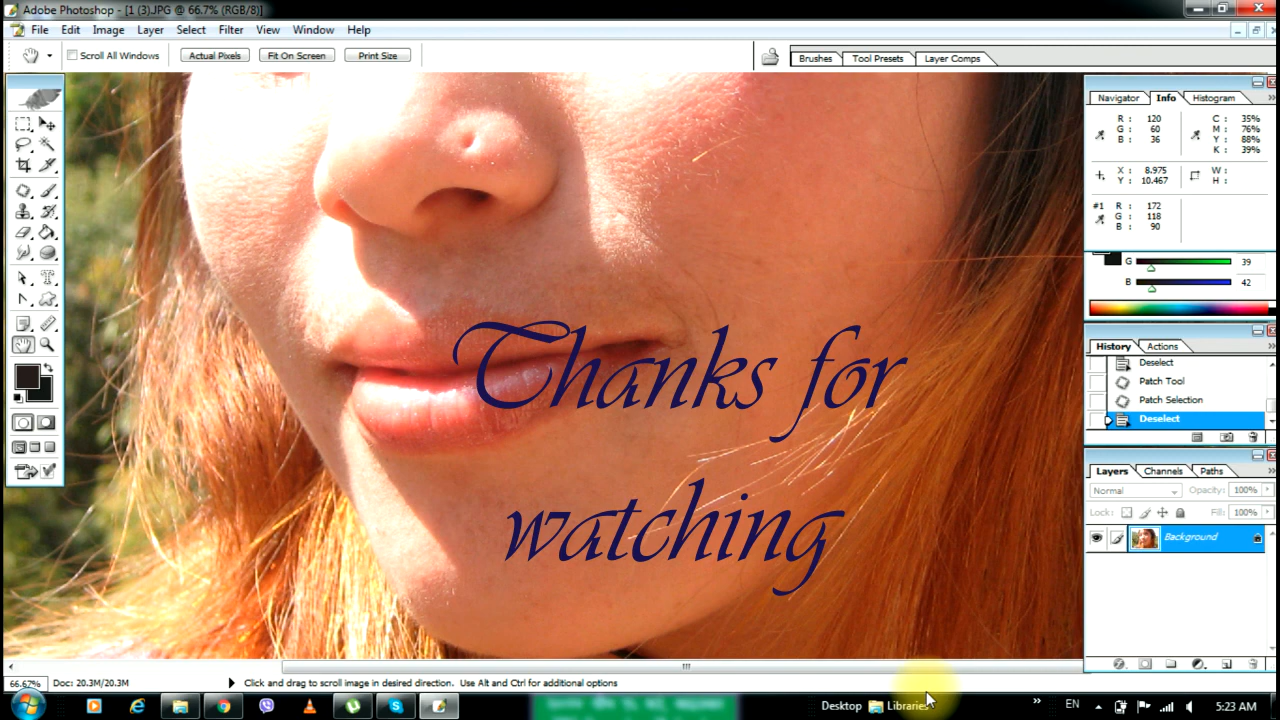 Adobe Photoshop - [1 (3).JPG @ 66.7% (RGB/8)]
File Edit Image Layer Select Filter View Window Help
Scroll All Windows Actual Pixels Fit On Screen Print Size Brushes Tool Presets Layer Comps
Navigator Info Histogram
R : 120 C : 35%
G : 60 M : 76%
B : 36 Y : 88%
K : 39%
X : 8.975 W :
Y : 10.467 H :
#1 R : 172
G : 118
B : 90
G 39
B 42
Thanks for
watching
History Actions
Deselect
Patch Tool
Patch Selection
Deselect
Layers Channels Paths
Normal Opacity: 100%
Lock: Fill: 100%
Background
66.67% Doc: 20.3M/20.3M Click and drag to scroll image in desired direction. Use Alt and Ctrl for additional options
Desktop Libraries EN 5:23 AM